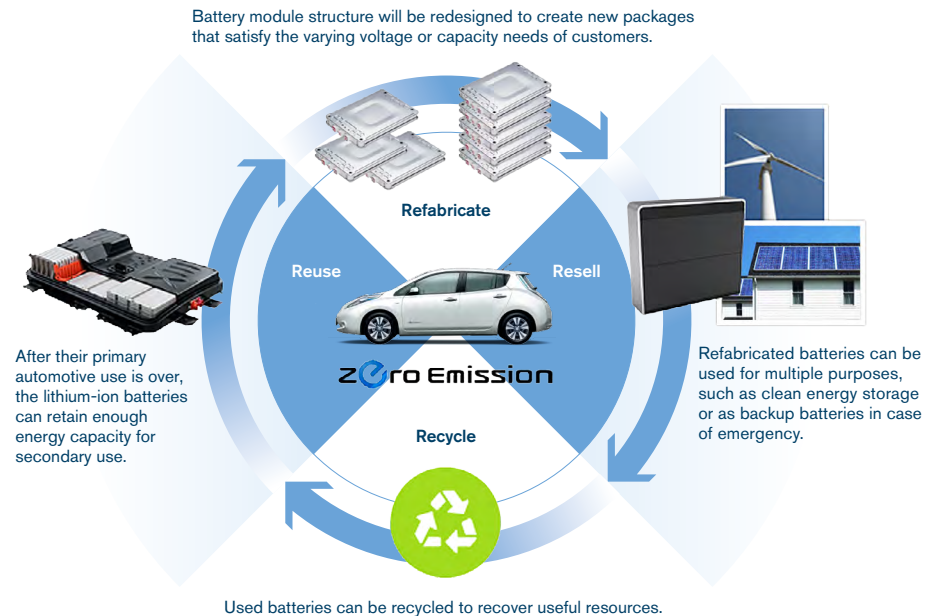 Battery module structure will be redesigned to create new packages
that satisfy the varying voltage or capacity needs of customers.
Refabricate
Reuse
Resell
zero Emission
After their primary
automotive use is over,
the lithium-ion batteries
can retain enough
energy capacity for
secondary use.
Refabricated batteries can be
used for multiple purposes,
such as clean energy storage
or as backup batteries in case
of emergency.
Recycle
Used batteries can be recycled to recover useful resources.